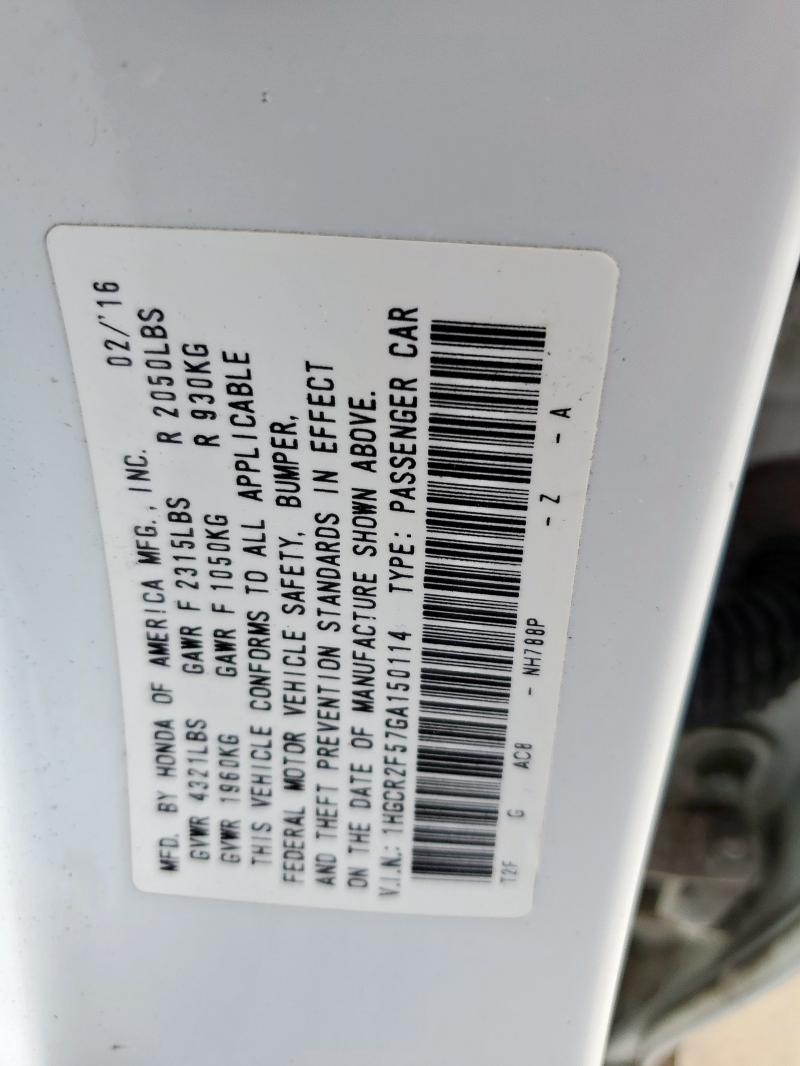 MFD. BY HONDA OF AMERICA MFG., INC. 02/'16
GVWR 4321LBS GAWR F 2315LBS R 2050LBS
GVWR 1960KG GAWR F 1050KG R 930KG
THIS VEHICLE CONFORMS TO ALL APPLICABLE
FEDERAL MOTOR VEHICLE SAFETY, BUMPER,
AND THEFT PREVENTION STANDARDS IN EFFECT
ON THE DATE OF MANUFACTURE SHOWN ABOVE.
V.I.N.: 1HGCR2F57GA150114 TYPE: PASSENGER CAR
T2F G AC8 - NH788P - Z - A